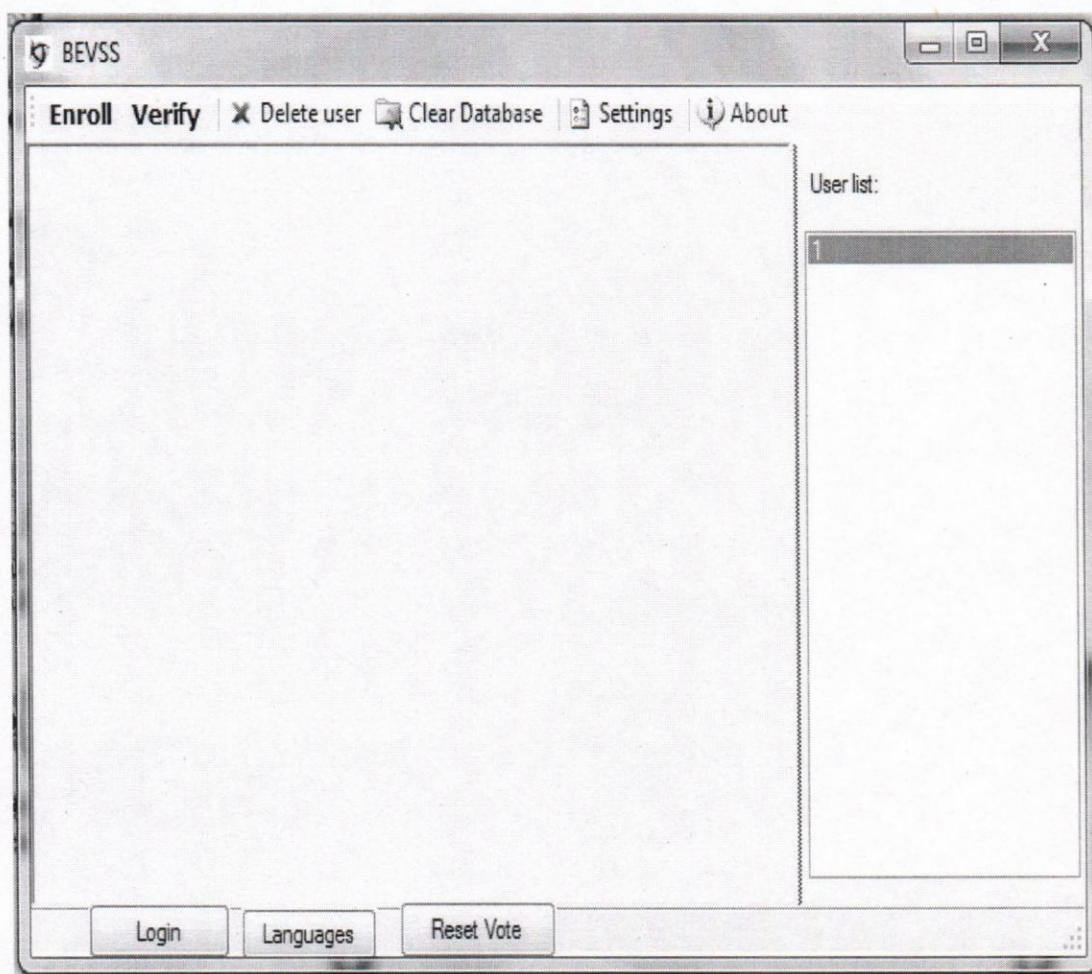 BEVSS
Enroll Verify Delete user Clear Database Settings About
User list:
1
Login Languages Reset Vote